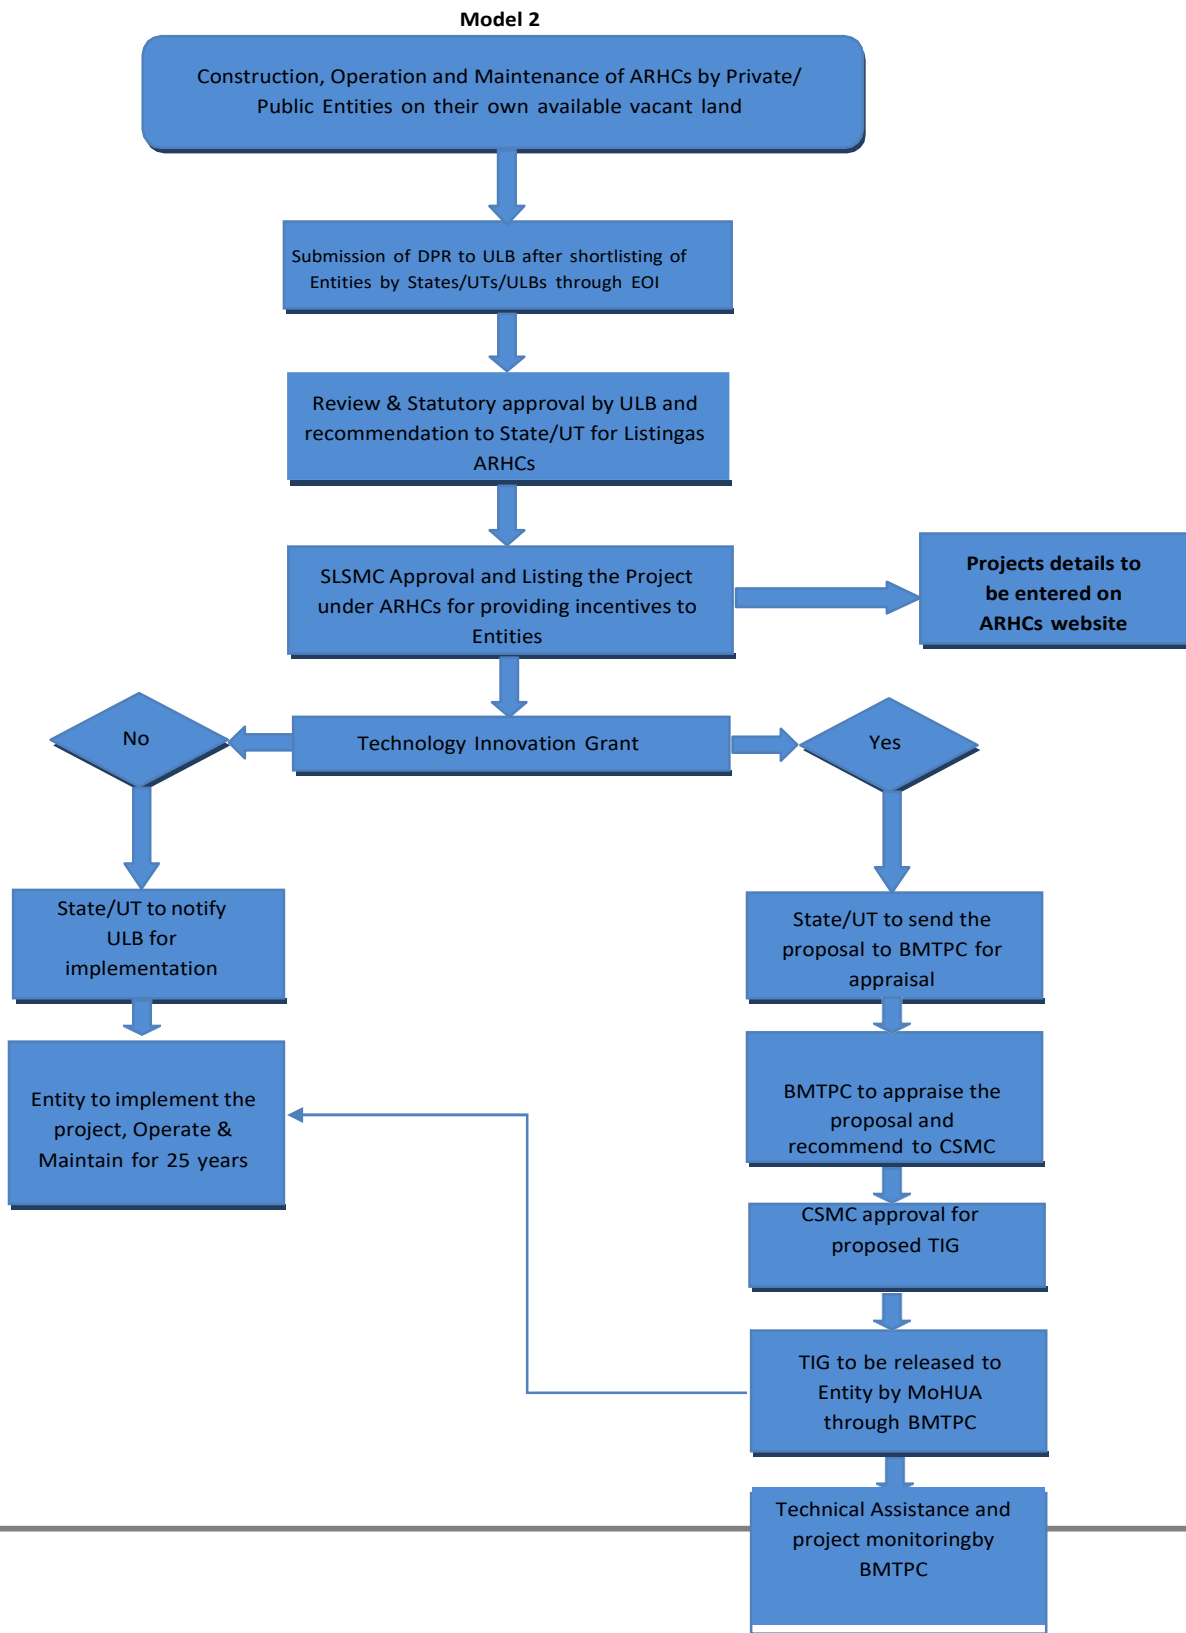 Model 2
Construction, Operation and Maintenance of ARHCs by Private/
Public Entities on their own available vacant land
Submission of DPR to ULB after shortlisting of
Entities by States/UTs/ULBs through EOI
Review & Statutory approval by ULB and
recommendation to State/UT for Listingas
ARHCs
SLSMC Approval and Listing the Project
under ARHCs for providing incentives to
Entities
Projects details to
be entered on
ARHCs website
No
Technology Innovation Grant
Yes
State/UT to notify
ULB for
implementation
State/UT to send the
proposal to BMTPC for
appraisal
Entity to implement the
project, Operate &
Maintain for 25 years
BMTPC to appraise the
proposal and
recommend to CSMC
CSMC approval for
proposed TIG
TIG to be released to
Entity by MoHUA
through BMTPC
Technical Assistance and
project monitoringby
BMTPC